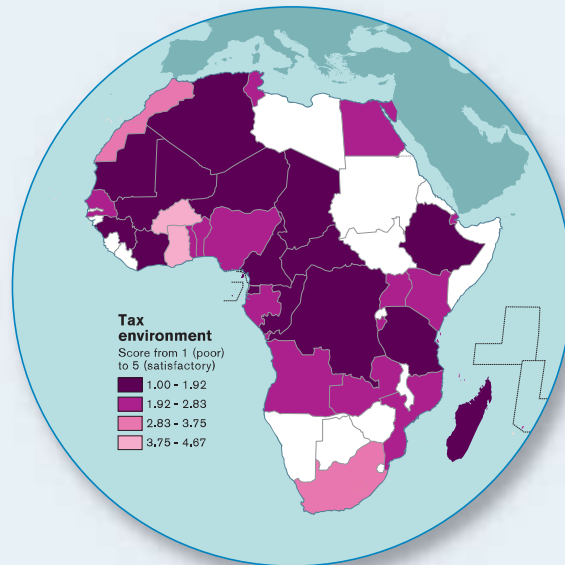 Tax
environment
Score from 1 (poor)
to 5 (satisfactory)
1.00 - 1.92
1.92 - 2.83
2.83 - 3.75
3.75 - 4.67